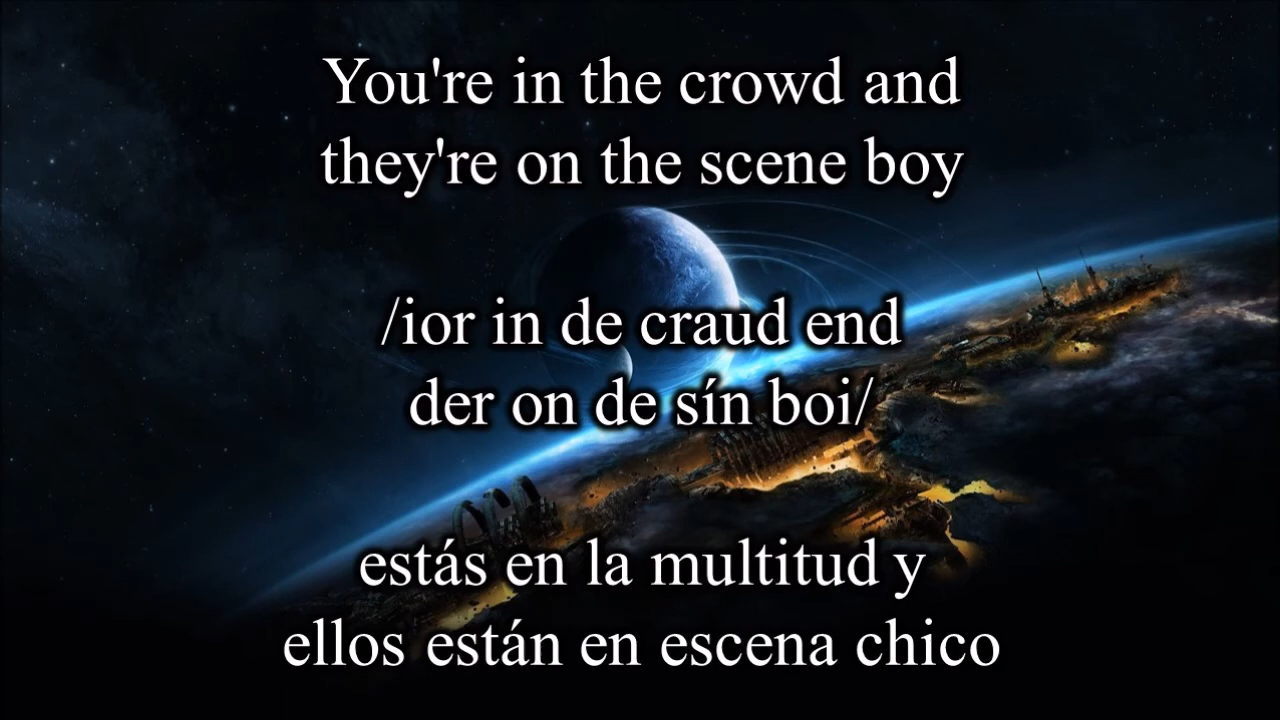 You're in the crowd and
they're on the scene boy
/ior in de craud end
der on de sín boi/
estás en la multitud y
ellos están en escena chico